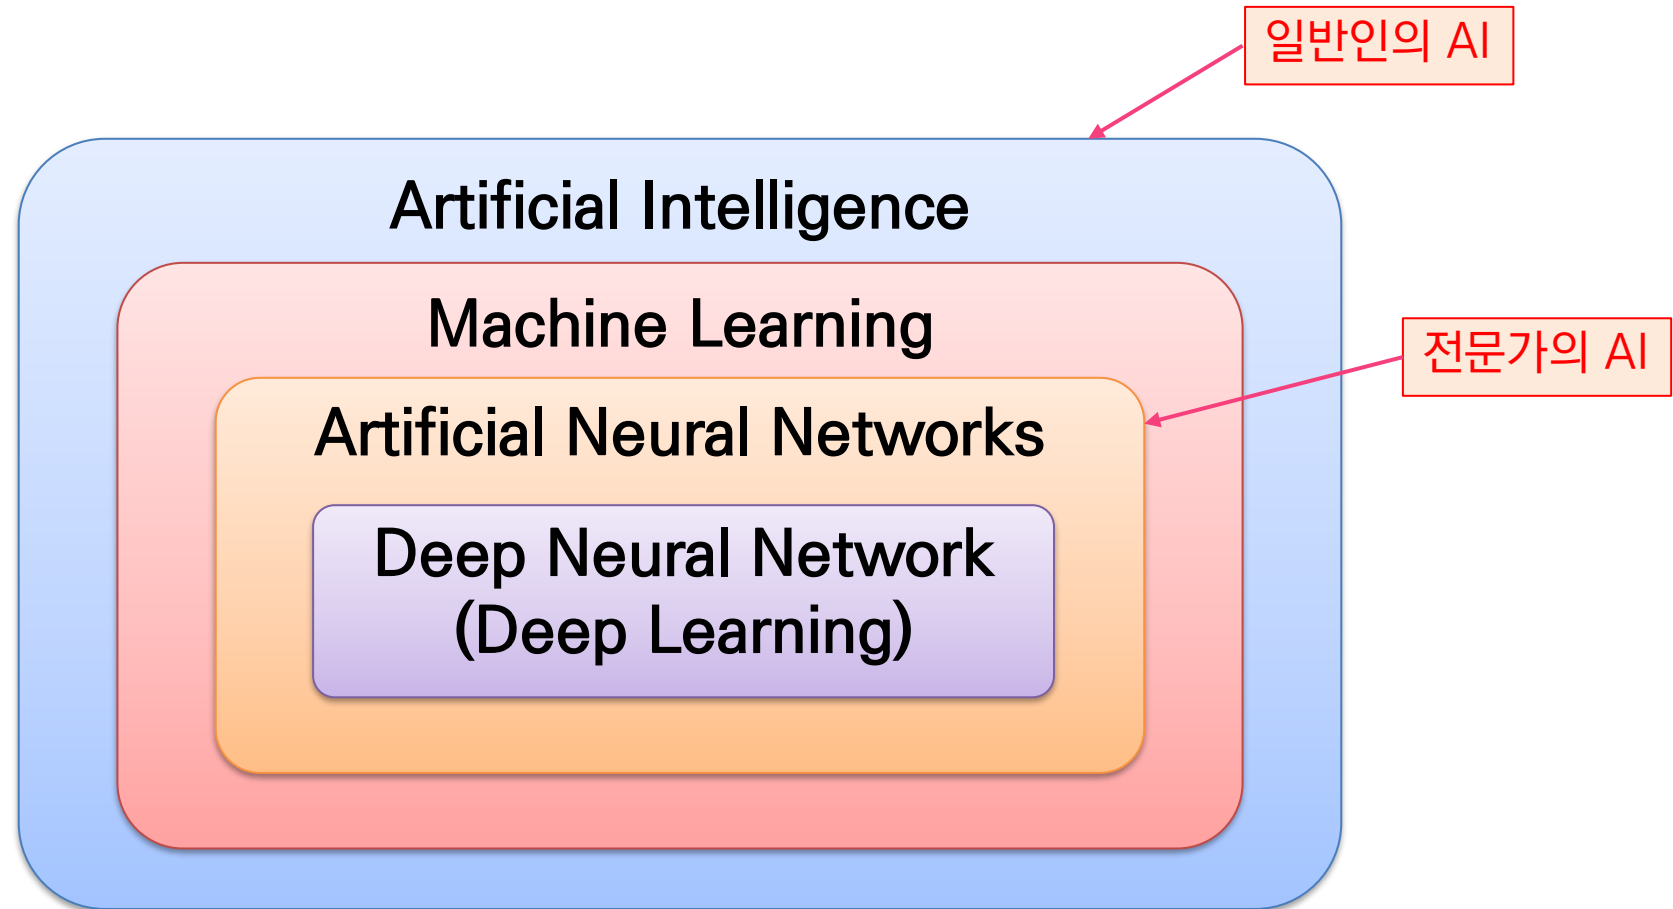 일반인의 AI
Artificial Intelligence
Machine Learning
전문가의 AI
Artificial Neural Networks
Deep Neural Network
(Deep Learning)